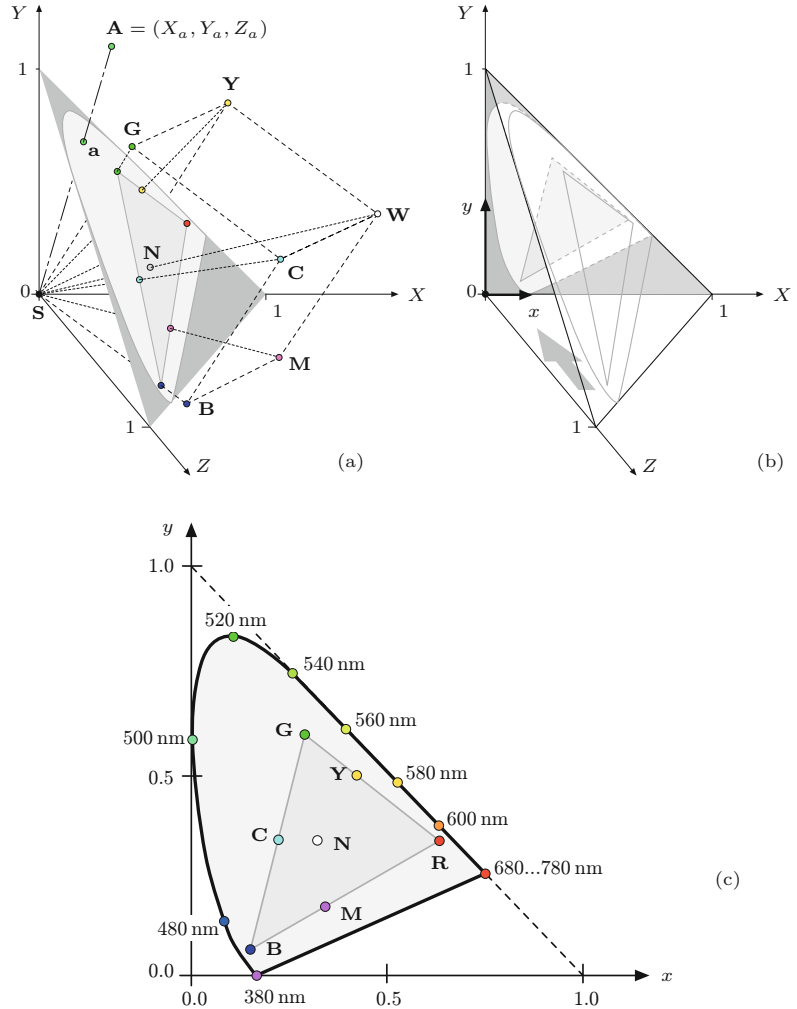 Y
A = (Xa, Ya, Za)
1
Y
G
a
W
N
C
0
S
1
X
M
B
1
Z
(a)
Y
1
y
0
x
1
X
1
Z
(b)
y
1.0
520 nm
540 nm
560 nm
G
500 nm
Y
580 nm
0.5
600 nm
C
N
R
680...780 nm
(c)
M
480 nm
B
0.0
x
0.0
380 nm
0.5
1.0